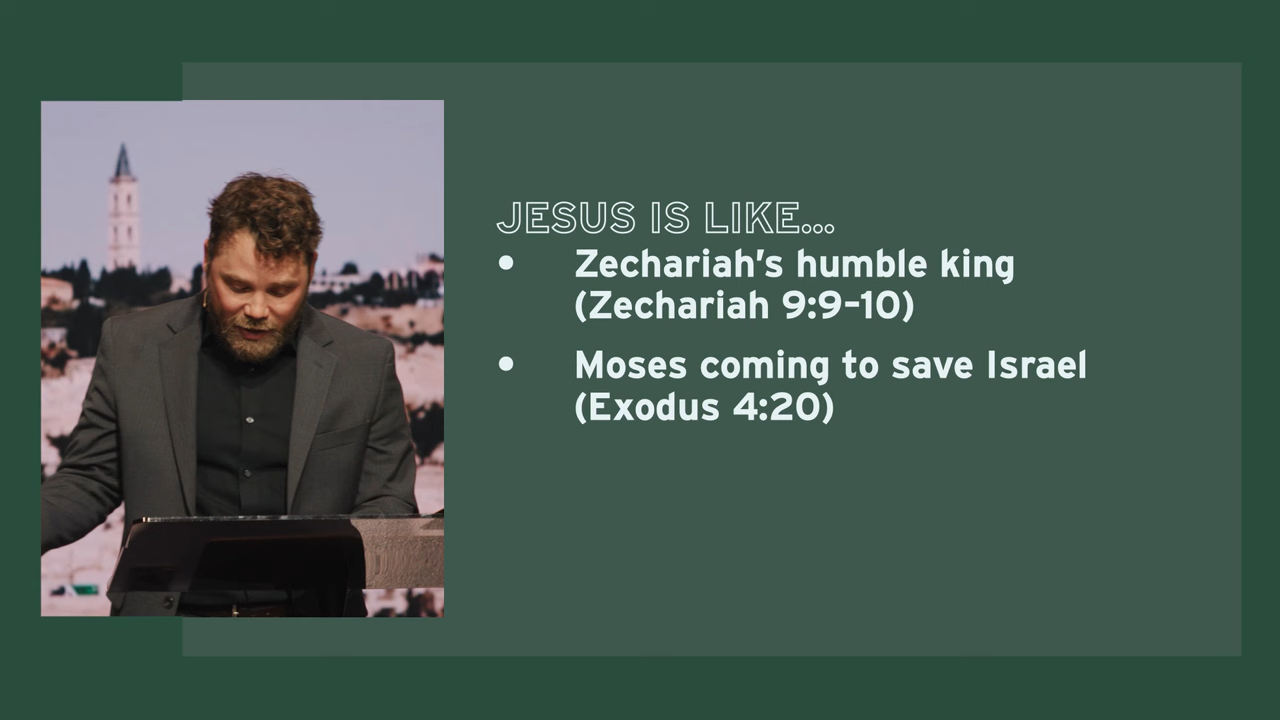 JESUS IS LIKE...
• Zechariah's humble king
(Zechariah 9:9–10)
• Moses coming to save Israel
(Exodus 4:20)